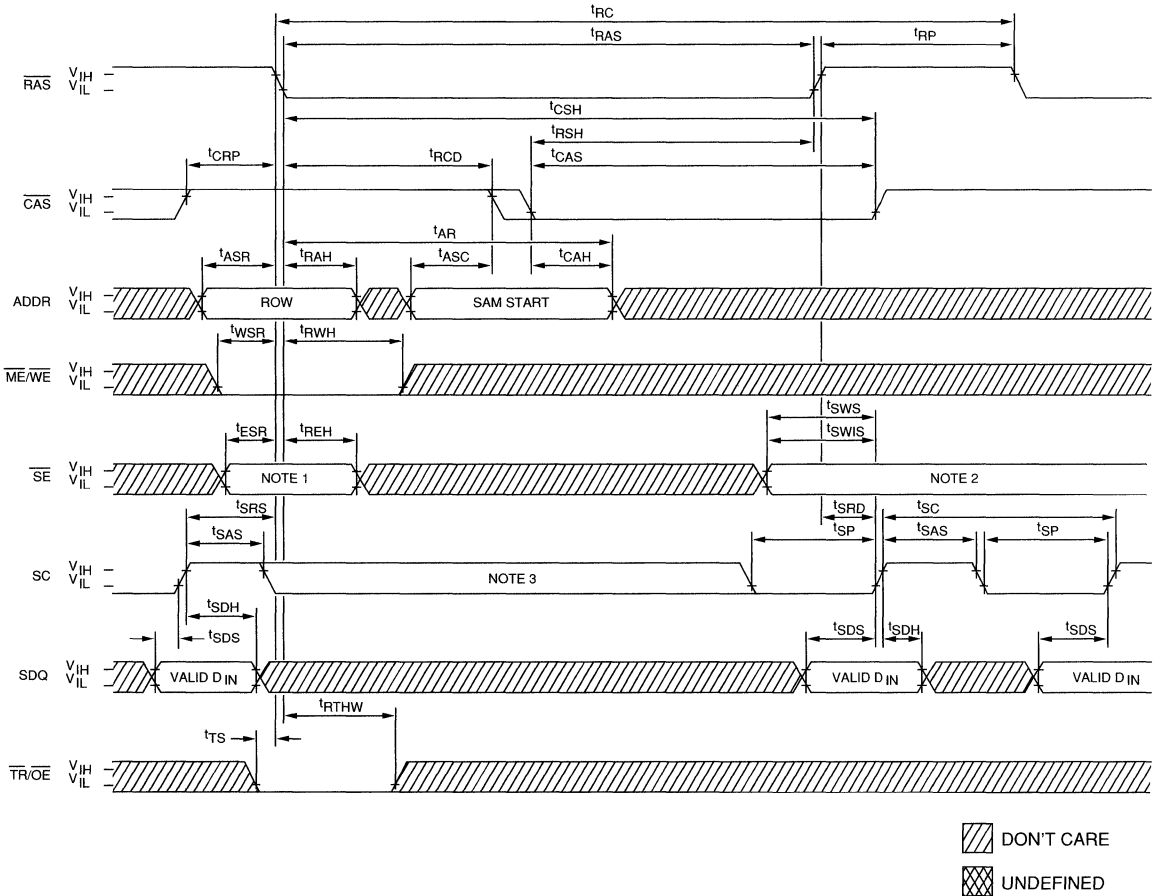 tRC
tRAS
tRP
RAS
VIH
VIL
tCSH
tRSH
tCRP
tRCD
tCAS
CAS
VIH
VIL
tAR
tASR
tRAH
tASC
tCAH
ADDR
VIH
VIL
ROW
SAM START
tWSR
tRWH
ME/WE
VIH
VIL
tSWS
tESR
tREH
tSWIS
SE
VIH
VIL
NOTE 1
NOTE 2
tSRS
tSRD
tSC
tSAS
tSP
tSAS
tSP
SC
VIH
VIL
NOTE 3
tSDH
tSDS
tSDS
tSDH
tSDS
SDQ
VIH
VIL
VALID DIN
VALID DIN
VALID DIN
tRTHW
tTS
TR/OE
VIH
VIL
DON'T CARE
UNDEFINED